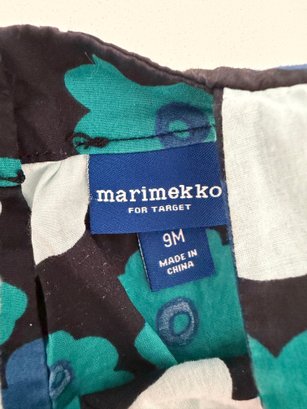 marimekko
FOR TARGET
9M
MADE IN
CHINA